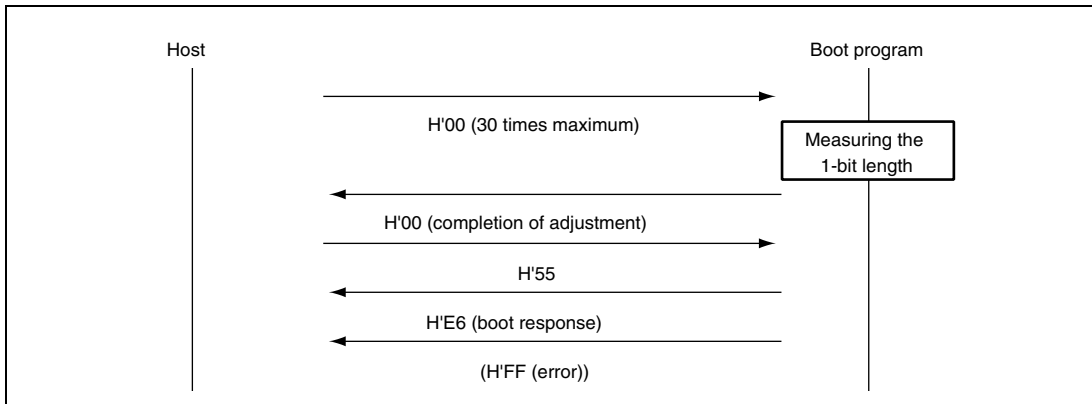 Host
Boot program
H'00 (30 times maximum)
Measuring the
1-bit length
H'00 (completion of adjustment)
H'55
H'E6 (boot response)
(H'FF (error))